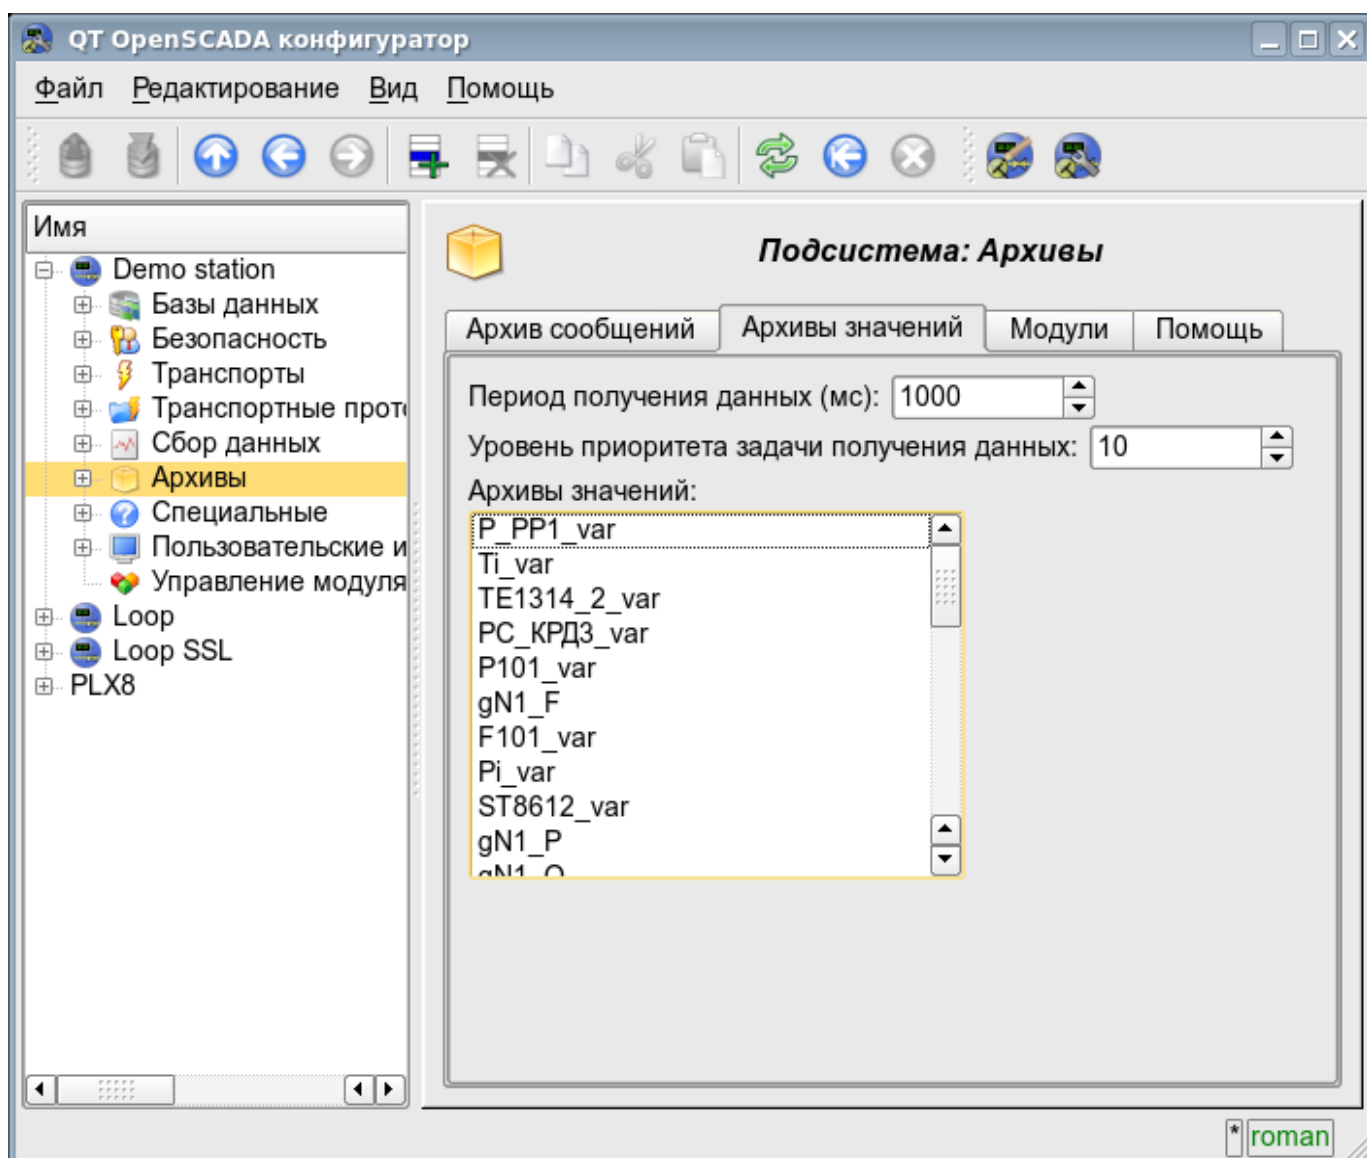 QT OpenSCADA конфигуратор
Файл Редактирование Вид Помощь
Имя
Demo station
Базы данных
Безопасность
Транспорты
Транспортные прото
Сбор данных
Архивы
Специальные
Пользовательские и
Управление модуля
Loop
Loop SSL
PLX8
Подсистема: Архивы
Архив сообщений Архивы значений Модули Помощь
Период получения данных (мс): 1000
Уровень приоритета задачи получения данных: 10
Архивы значений:
P_PP1_var
Ti_var
TE1314_2_var
PC_КРД3_var
P101_var
gN1_F
F101_var
Pi_var
ST8612_var
gN1_P
* roman